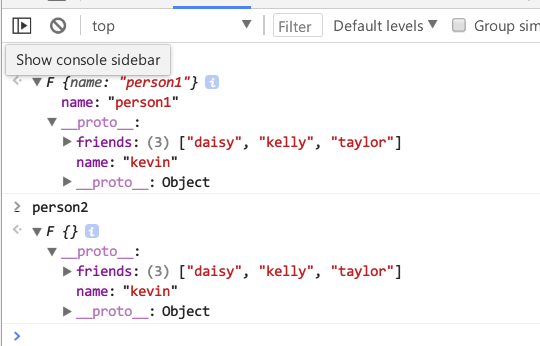 top Filter Default levels Group sim
Show console sidebar
F {name: "person1"} i
name: "person1"
__proto__:
friends: (3) ["daisy", "kelly", "taylor"]
name: "kevin"
__proto__: Object
person2
F {} i
__proto__:
friends: (3) ["daisy", "kelly", "taylor"]
name: "kevin"
__proto__: Object